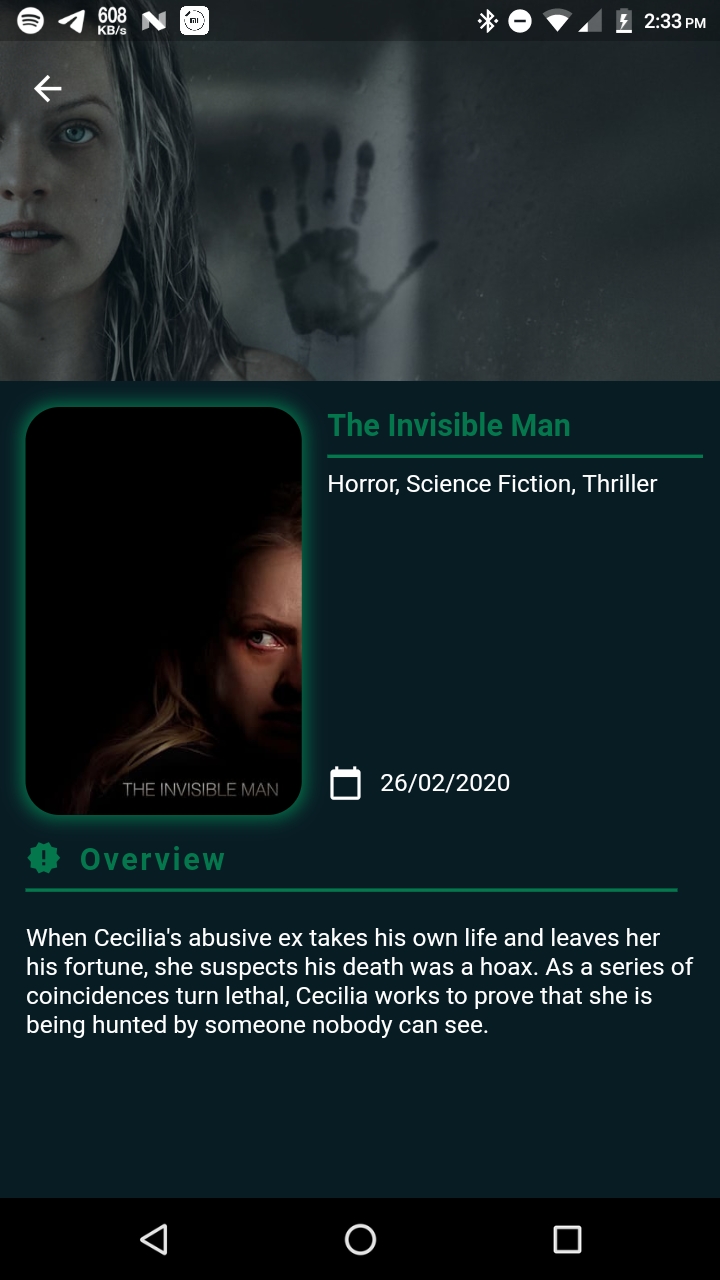 608
KB/s
2:33 PM
The Invisible Man
Horror, Science Fiction, Thriller
THE INVISIBLE MAN
26/02/2020
Overview
When Cecilia's abusive ex takes his own life and leaves her
his fortune, she suspects his death was a hoax. As a series of
coincidences turn lethal, Cecilia works to prove that she is
being hunted by someone nobody can see.